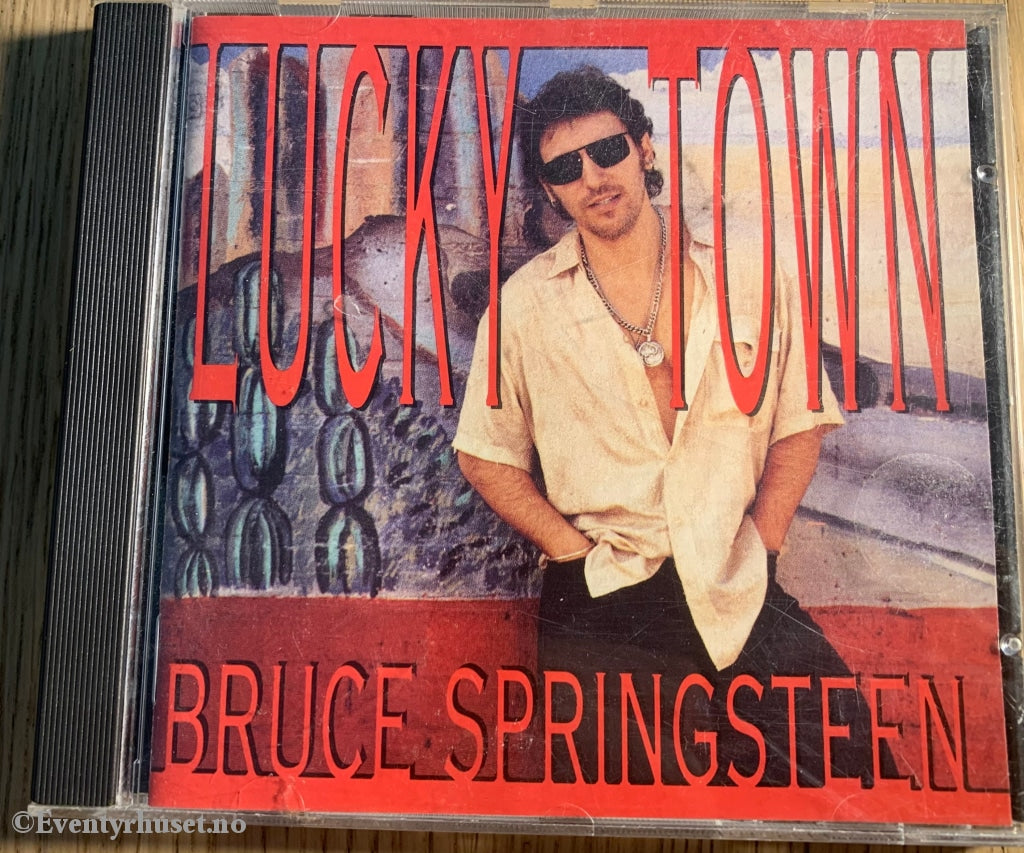 LUCKY TOWN
BRUCE SPRINGSTEEN
©Eventyrhuset.no